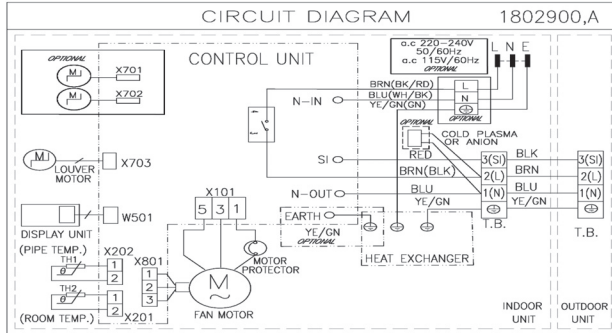 CIRCUIT DIAGRAM 1802900,A
a.c 220-240V
50/60Hz
a.c 115V/60Hz
OPTIONAL
L N E
OPTIONAL
M X701
M X702
CONTROL UNIT
BRN(BK/RD) L
N-IN BLU(WH/BK) N
YE/GN(GN)
OPTIONAL OPTIONAL
COLD PLASMA
OR ANION
M X703
LOUVER
MOTOR
SI RED 3(SI) BLK 3(SI)
BRN(BLK) 2(L) BRN 2(L)
N-OUT BLU 1(N) BLU 1(N)
YE/GN YE/GN
T.B. T.B.
X101
5 3 1
W501
DISPLAY UNIT
EARTH
YE/GN
OPTIONAL
HEAT EXCHANGER
(PIPE TEMP.) X202
TH1 1
θ 2
X801
1
2
3
MOTOR
PROTECTOR
M
~
FAN MOTOR
TH2 1
θ 2
(ROOM TEMP.) X201
INDOOR
UNIT
OUTDOOR
UNIT